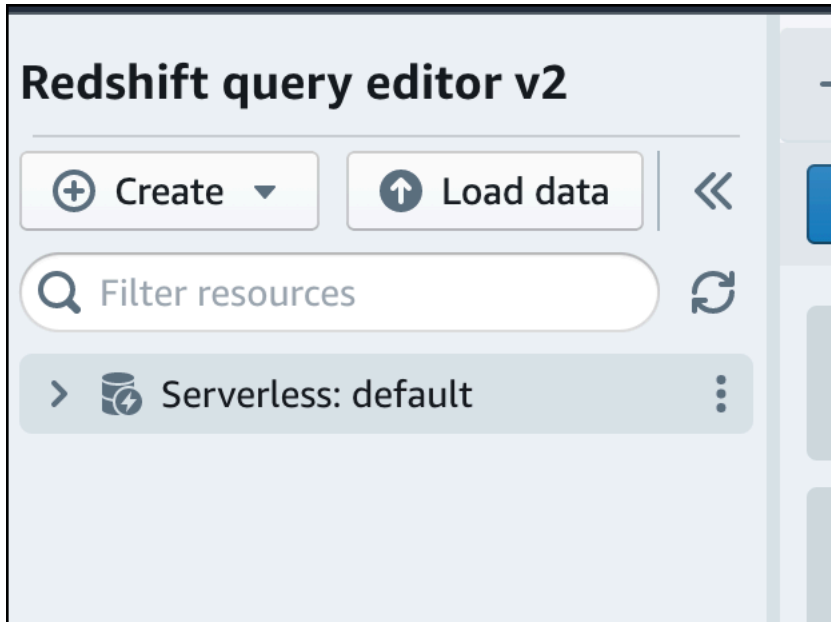 Redshift query editor v2
Create Load data
Filter resources
Serverless: default